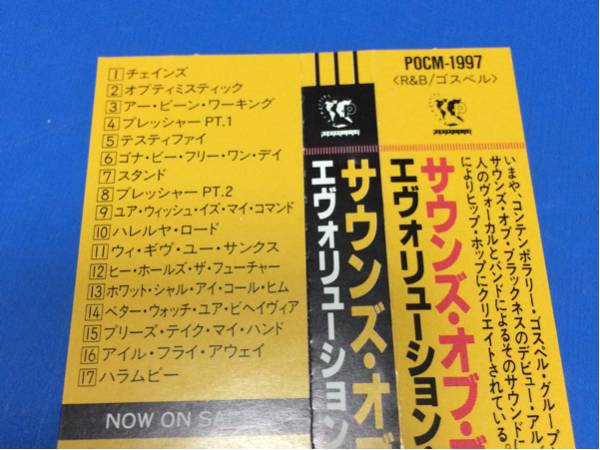 1 チェインズ
2 オプティミスティック
3 アー・ビーン・ワーキング
4 プレッシャー PT.1
5 テスティファイ
6 ゴナ・ビー・フリー・ワン・デイ
7 スタンド
8 プレッシャー PT.2
9 ユア・ウィッシュ・イズ・マイ・コマンド
10 ハレルヤ・ロード
11 ウィ・ギヴ・ユー・サンクス
12 ヒー・ホールズ・ザ・フューチャー
13 ホワット・シャル・アイ・コール・ヒム
14 ベター・ウォッチ・ユア・ビヘイヴィア
15 プリーズ・テイク・マイ・ハンド
16 アイル・フライ・アウェイ
17 ハラムビー
NOW ON SA
サウンズ・オブ
エヴォリューション
POCM-1997
〈R&B/ゴスペル〉
サウンズ・オブ・ブ
エヴォリューション・
いまや、コンテンポラリー・ゴスペル・グループ
サウンズ・オブ・ブラックネスのデビュー・アル
人のヴォーカルとバンドによるそのサウンドに
によりヒップ・ホップにクリエイトされている。